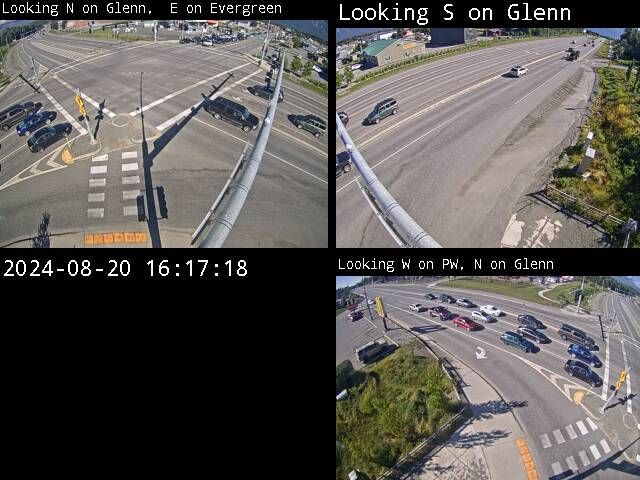 Looking N on Glenn, E on Evergreen
Looking S on Glenn
2024-08-20 16:17:18
Looking W on PW, N on Glenn